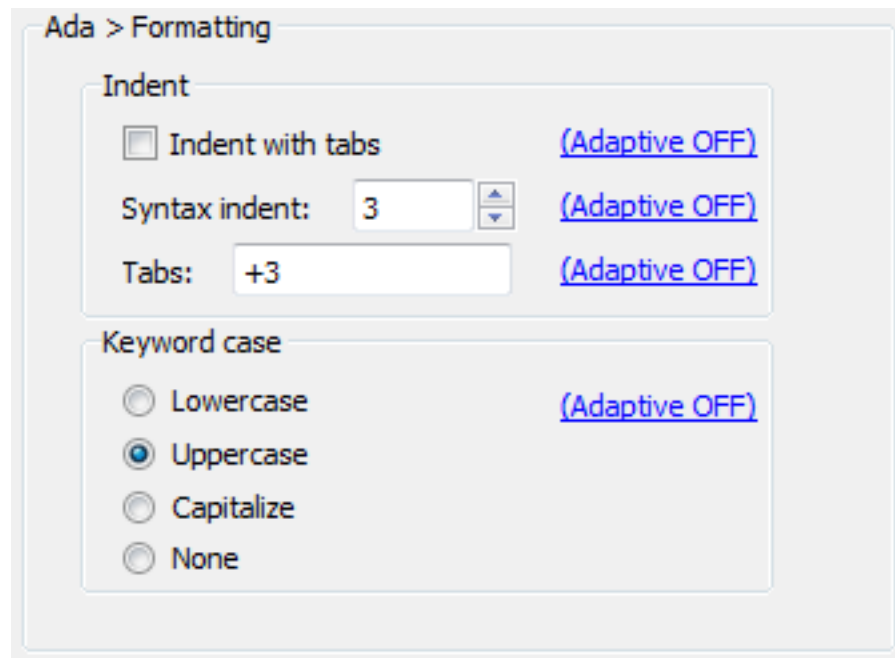 Ada > Formatting
Indent
Indent with tabs (Adaptive OFF)
Syntax indent: 3 (Adaptive OFF)
Tabs: +3 (Adaptive OFF)
Keyword case
Lowercase (Adaptive OFF)
Uppercase
Capitalize
None